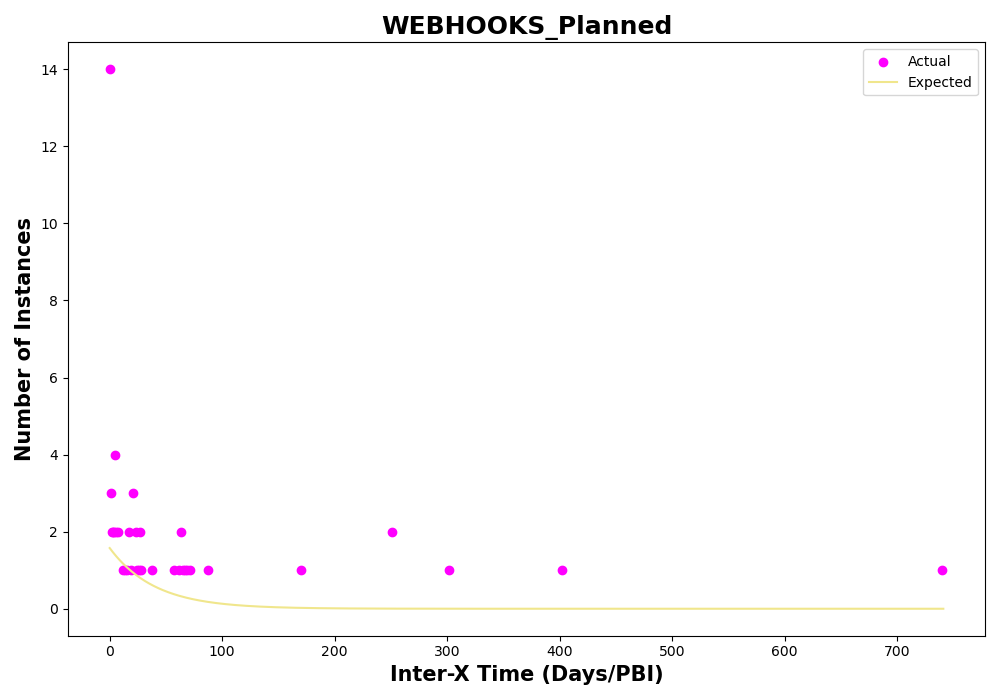 WEBHOOKS_Planned
Actual
Expected
14
12
10
8
6
4
2
0
Number of Instances
0 100 200 300 400 500 600 700
Inter-X Time (Days/PBI)